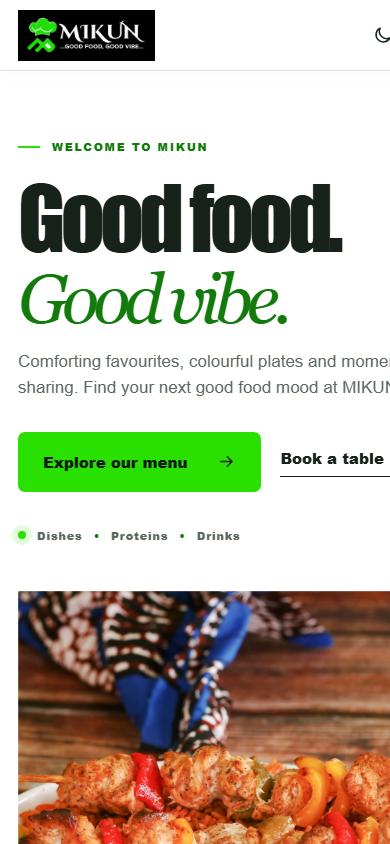 MIKUN
...GOOD FOOD, GOOD VIBE...
WELCOME TO MIKUN
Good food.
Good vibe.
Comforting favourites, colourful plates and
sharing. Find your next good food mood at MIKUN
Explore our menu →
Book a table
Dishes • Proteins • Drinks